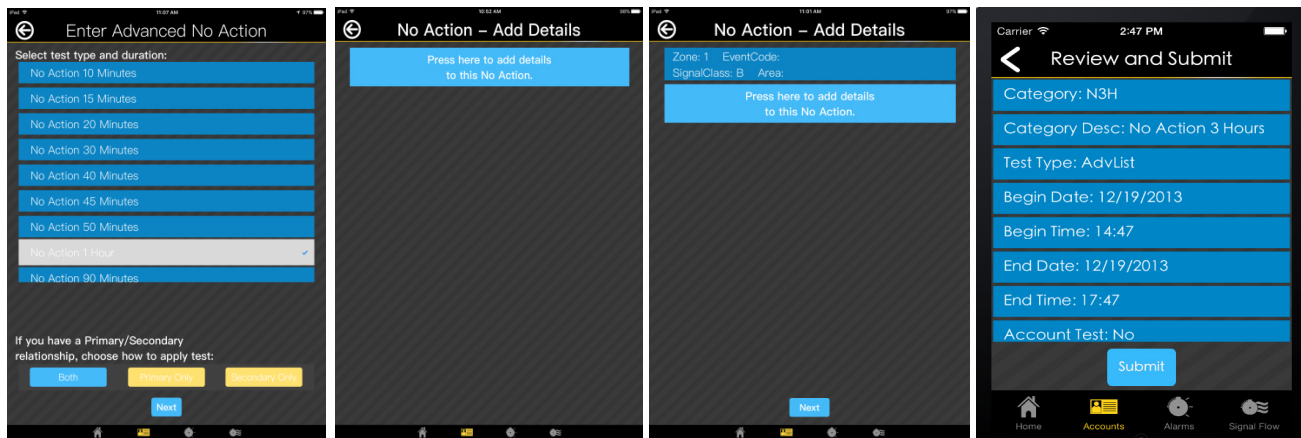 iPad
11:07 AM
97%
Enter Advanced No Action
Select test type and duration:
No Action 10 Minutes
No Action 15 Minutes
No Action 20 Minutes
No Action 30 Minutes
No Action 40 Minutes
No Action 45 Minutes
No Action 50 Minutes
No Action 1 Hour
No Action 90 Minutes
If you have a Primary/Secondary
relationship, choose how to apply test:
Both
Primary Only
Secondary Only
Next
iPad
10:52 AM
98%
No Action – Add Details
Press here to add details
to this No Action.
iPad
11:01 AM
97%
No Action – Add Details
Zone: 1 EventCode:
SignalClass: B Area:
Press here to add details
to this No Action.
Next
Carrier
2:47 PM
Review and Submit
Category: N3H
Category Desc: No Action 3 Hours
Test Type: AdvList
Begin Date: 12/19/2013
Begin Time: 14:47
End Date: 12/19/2013
End Time: 17:47
Account Test: No
Submit
Home
Accounts
Alarms
Signal Flow